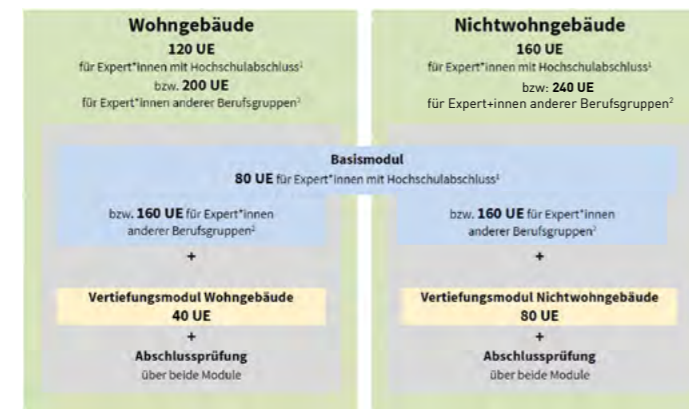 Wohngebäude
120 UE
für Expert*innen mit Hochschulabschluss¹
bzw. 200 UE
für Expert*innen anderer Berufsgruppen²
Nichtwohngebäude
160 UE
für Expert*innen mit Hochschulabschluss¹
bzw: 240 UE
für Expert+innen anderer Berufsgruppen²
Basismodul
80 UE für Expert*innen mit Hochschulabschluss¹
bzw. 160 UE für Expert*innen
anderer Berufsgruppen²
+
Vertiefungsmodul Wohngebäude
40 UE
+
Abschlussprüfung
über beide Module
bzw. 160 UE für Expert*innen
anderer Berufsgruppen²
+
Vertiefungsmodul Nichtwohngebäude
80 UE
+
Abschlussprüfung
über beide Module